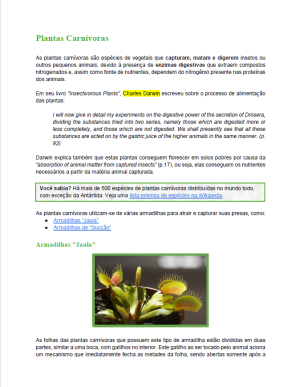 Plantas Carnívoras
As plantas carnívoras são espécies de vegetais que capturam, matam e digerem insetos ou
outros pequenos animais, devido à presença de enzimas digestivas que extraem compostos
nitrogenados e, assim como fonte de nutrientes, dependem do nitrogênio presente nas proteínas
dos animais.
Em seu livro "Insectivorous Plants", Charles Darwin escreveu sobre o processo de alimentação
das plantas:
I will now give in detail my experiments on the digestive power of the secretion of Drosera,
dividing the substances tried into two series, namely those which are digested more or
less completely, and those which are not digested. We shall presently see that all these
substances are acted on by the gastric juice of the higher animals in the same manner. (p.
93)
Darwin explica também que estas plantas conseguem florescer em solos pobres por causa da
"absorption of animal matter from captured insects" (p.17), ou seja, elas conseguem os nutrientes
necessários a partir da matéria animal capturada.
Você sabia? Há mais de 500 espécies de plantas carnívoras distribuídas no mundo todo,
com exceção da Antártida. Veja uma lista extensa de espécies na Wikipedia.
As plantas carnívoras utilizam-se de várias armadilhas para atrair e capturar suas presas, como:
● Armadilhas "Jaula"
● Armadilhas de "Sucção"
Armadilhas "Jaula"
As folhas das plantas carnívoras que possuem este tipo de armadilha estão divididas em duas
partes, similar a uma boca, com gatilhos no interior. Este gatilho ao ser tocado pelo animal aciona
um mecanismo que imediatamente fecha as metades da folha, sendo abertas somente após a